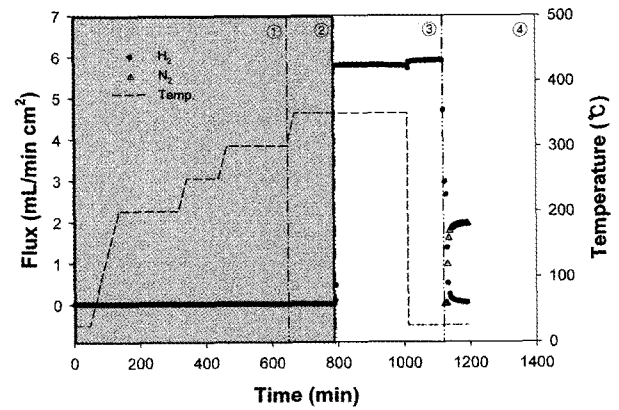 7
6
5
4
3
2
1
0
Flux (mL/min cm²)
① ② ③ ④
H₂
N₂
Temp.
500
400
300
200
100
0
Temperature (℃)
0 200 400 600 800 1000 1200 1400
Time (min)